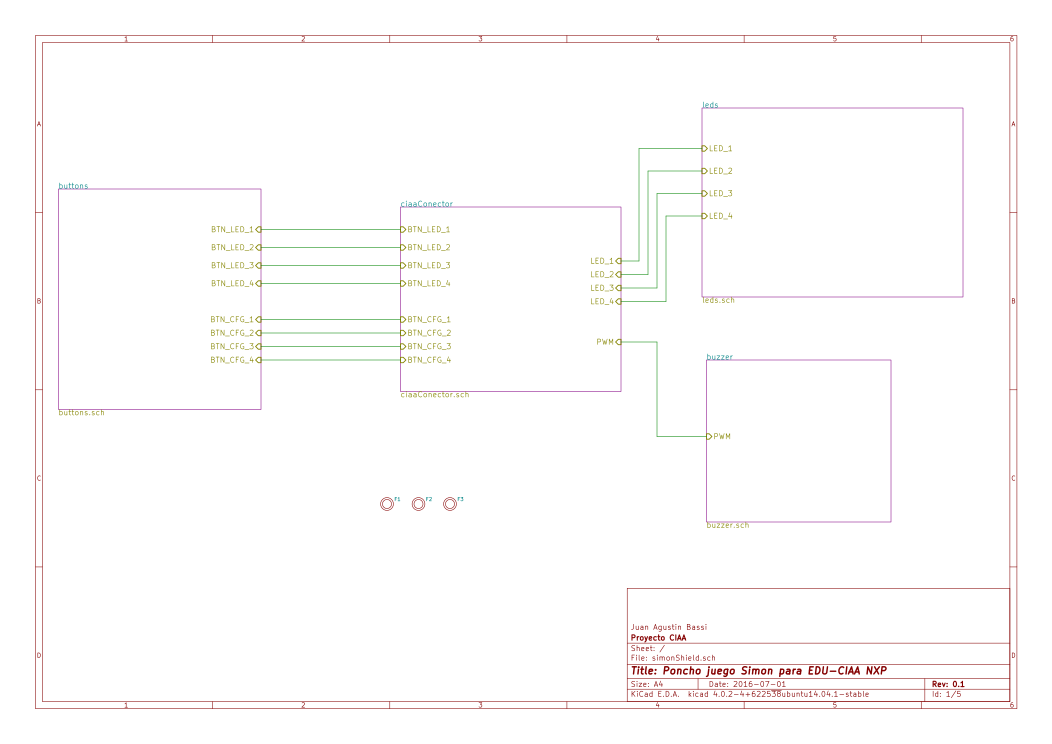 1 2 3 4 5 6
A A
B B
C C
D D
1 2 3 4 5 6
buttons
BTN_LED_1
BTN_LED_2
BTN_LED_3
BTN_LED_4
BTN_CFG_1
BTN_CFG_2
BTN_CFG_3
BTN_CFG_4
buttons.sch
ciaaConector
BTN_LED_1
BTN_LED_2
BTN_LED_3
BTN_LED_4
BTN_CFG_1
BTN_CFG_2
BTN_CFG_3
BTN_CFG_4
LED_1
LED_2
LED_3
LED_4
PWM
ciaaConector.sch
leds
LED_1
LED_2
LED_3
LED_4
leds.sch
buzzer
PWM
buzzer.sch
F1 F2 F3
Juan Agustin Bassi
Proyecto CIAA
Sheet: /
File: simonShield.sch
Title: Poncho juego Simon para EDU-CIAA NXP
Size: A4 Date: 2016-07-01 Rev: 0.1
KiCad E.D.A. kicad 4.0.2-4+6225~38~ubuntu14.04.1-stable Id: 1/5